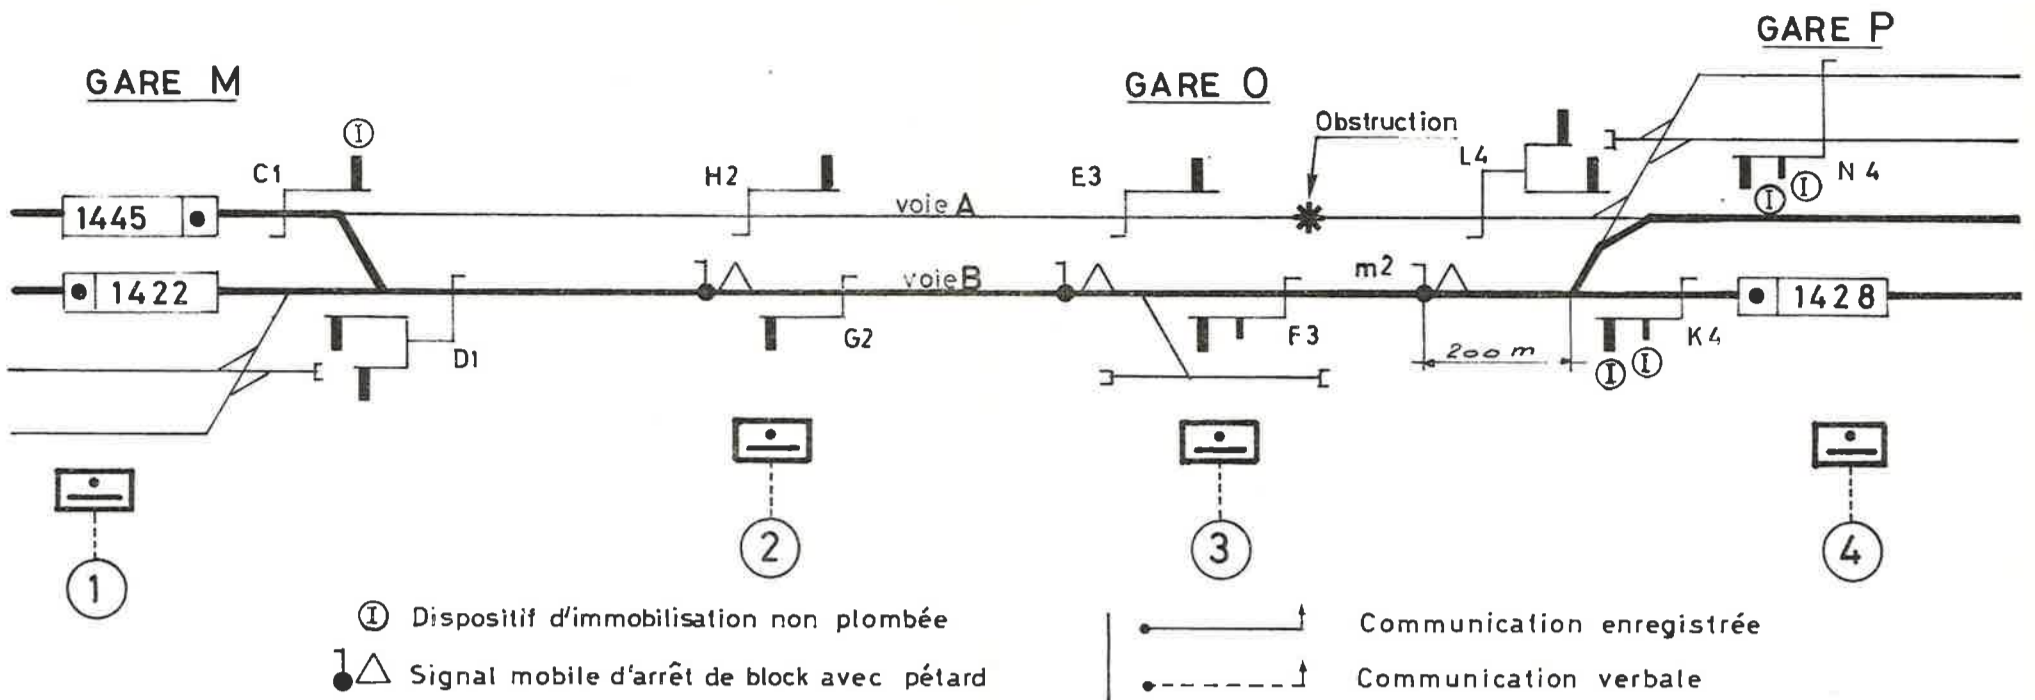 GARE P
GARE M
GARE O
Obstruction
I
C1
H2
E3
L4
N 4
I
I
1445
voie A
1422
voie B
m2
1428
D1
G2
F3
K4
200 m
I
I
1
2
3
4
I Dispositif d'immobilisation non plombée
Communication enregistrée
Signal mobile d'arrêt de block avec pétard
Communication verbale